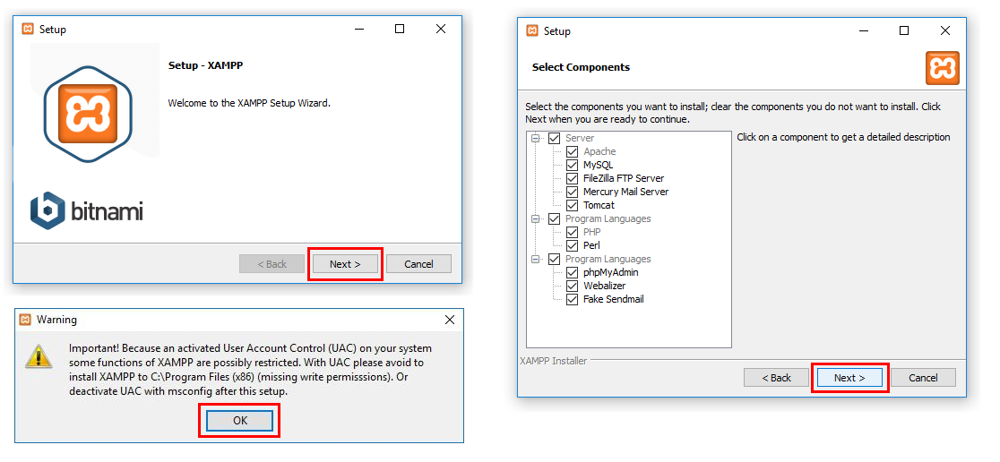 Setup
Setup - XAMPP
Welcome to the XAMPP Setup Wizard.
bitnami
< Back
Next >
Cancel
Warning
Important! Because an activated User Account Control (UAC) on your system
some functions of XAMPP are possibly restricted. With UAC please avoid to
install XAMPP to C:\Program Files (x86) (missing write permisssions). Or
deactivate UAC with msconfig after this setup.
OK
Setup
Select Components
Select the components you want to install; clear the components you do not want to install. Click
Next when you are ready to continue.
Server
Apache
MySQL
FileZilla FTP Server
Mercury Mail Server
Tomcat
Program Languages
PHP
Perl
Program Languages
phpMyAdmin
Webalizer
Fake Sendmail
Click on a component to get a detailed description
XAMPP Installer
< Back
Next >
Cancel